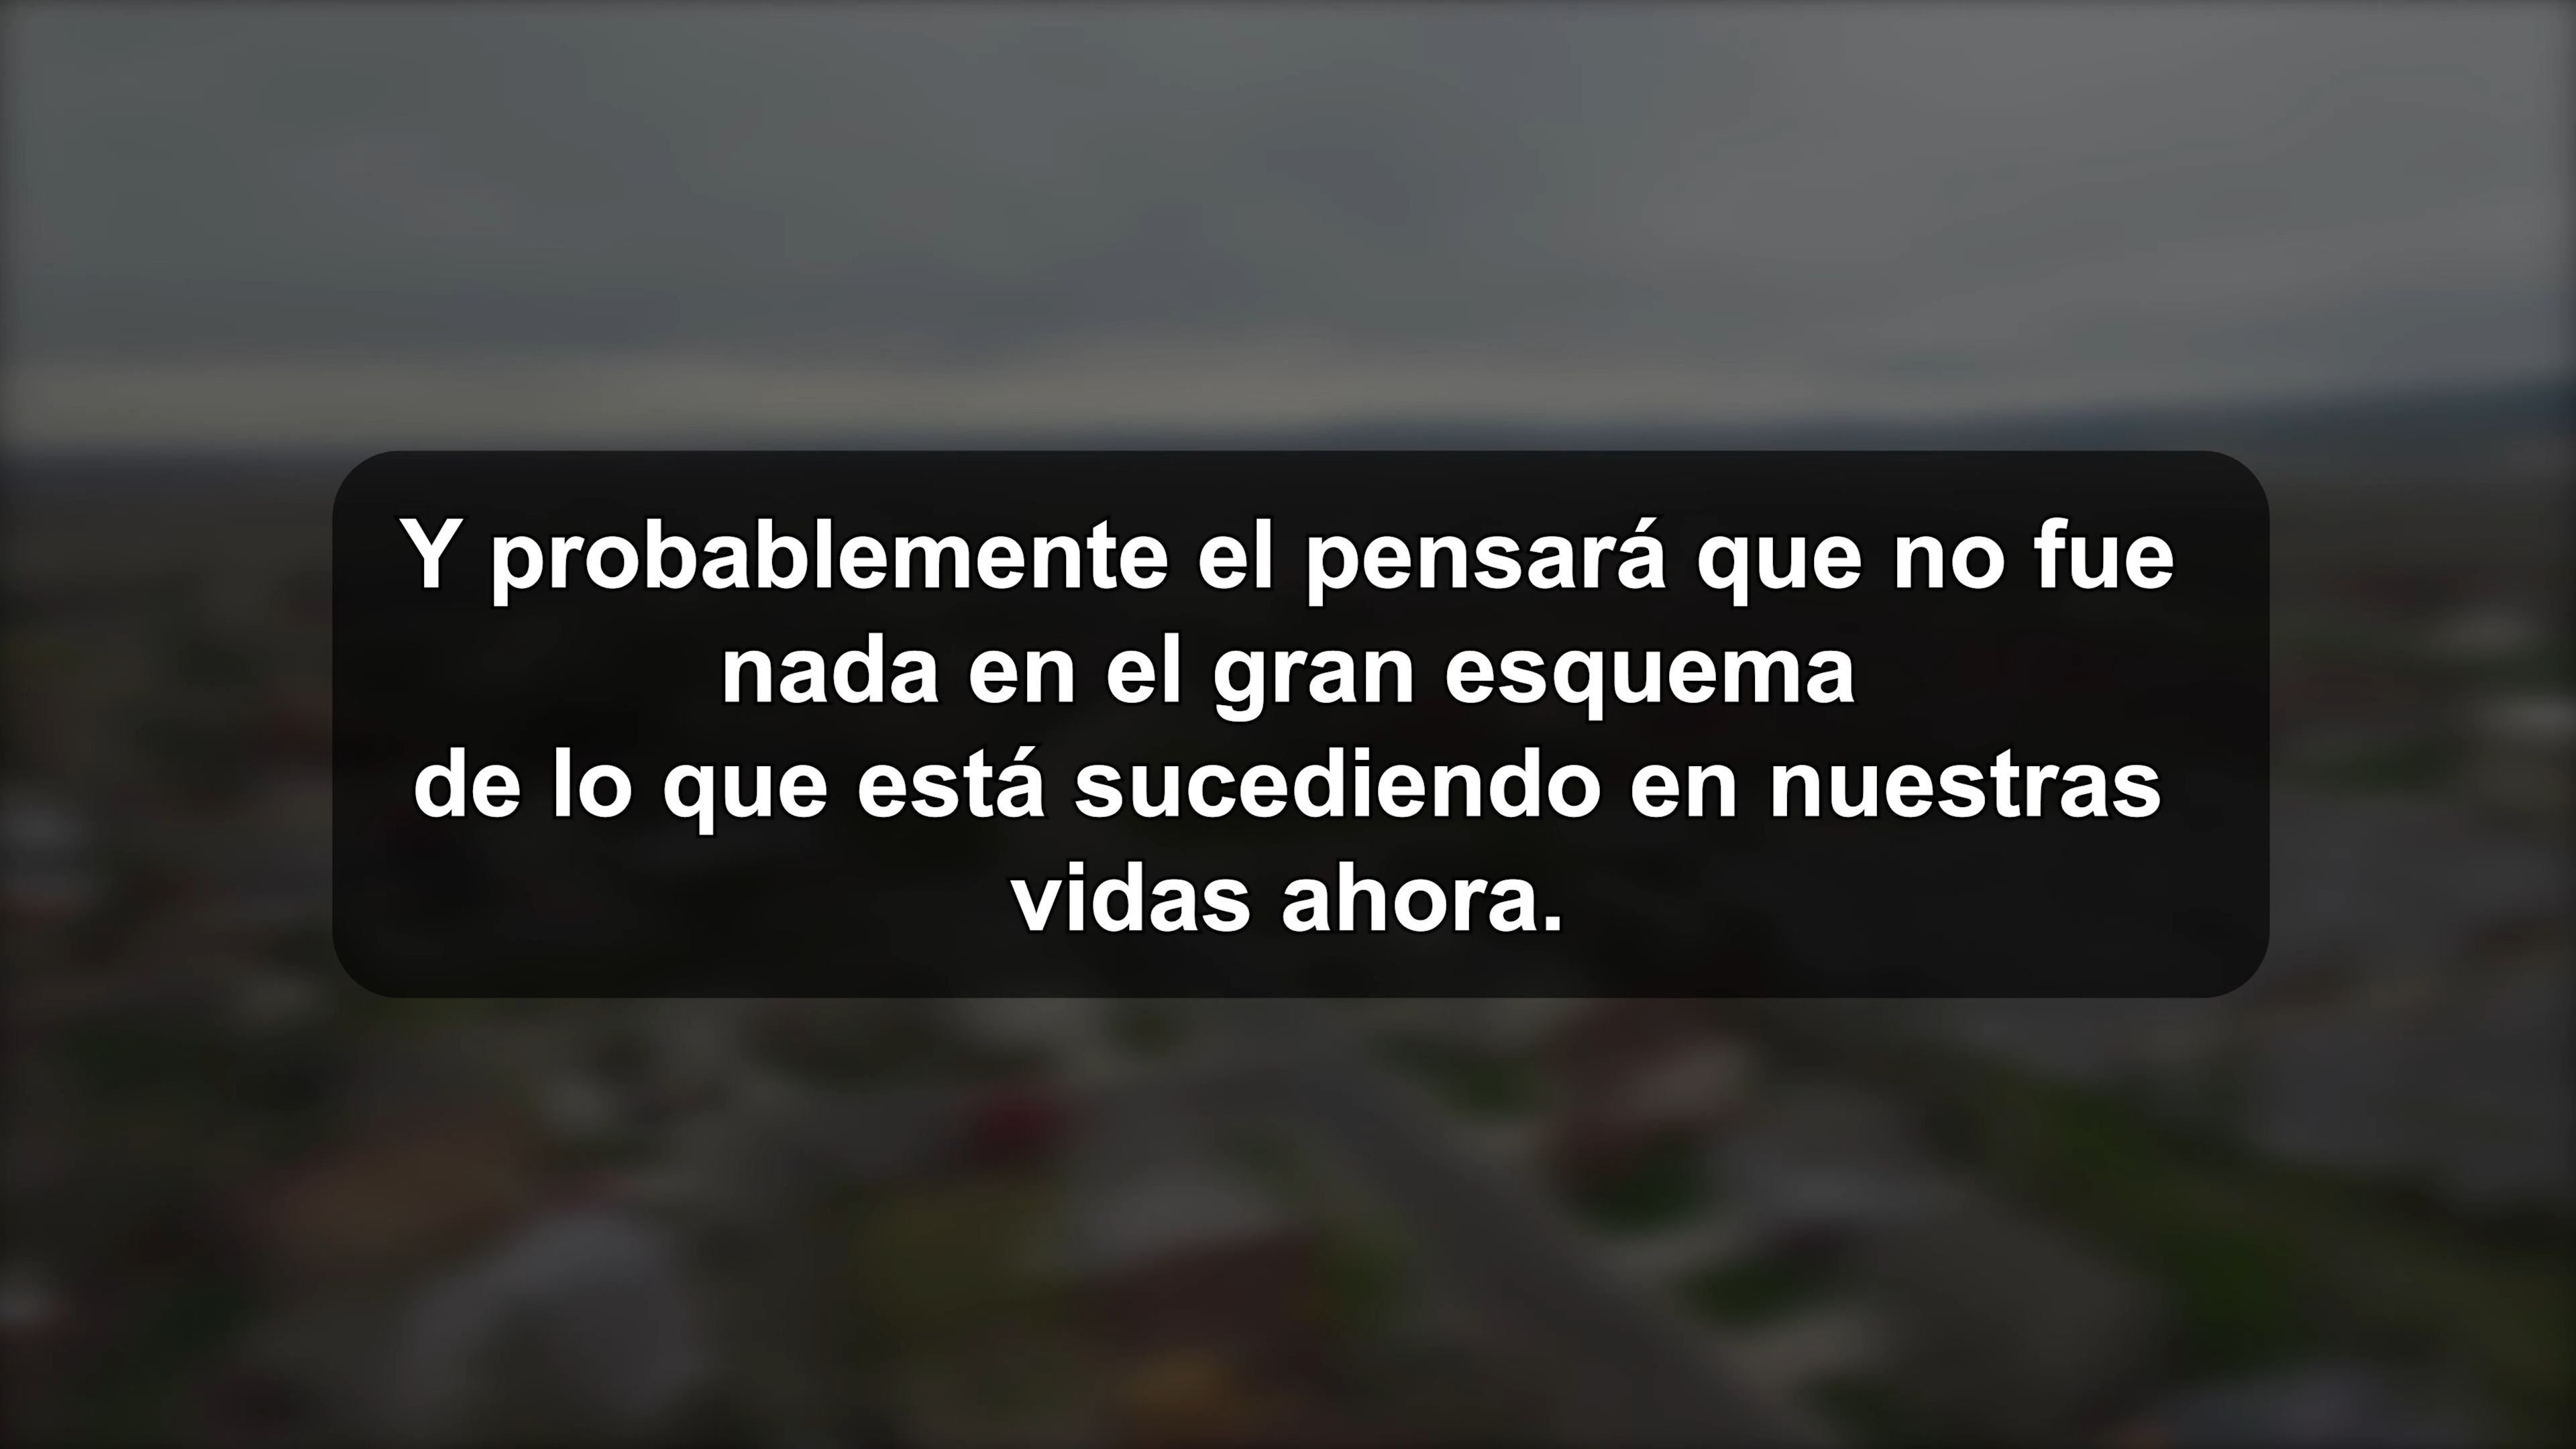 Y probablemente el pensará que no fue
nada en el gran esquema
de lo que está sucediendo en nuestras
vidas ahora.